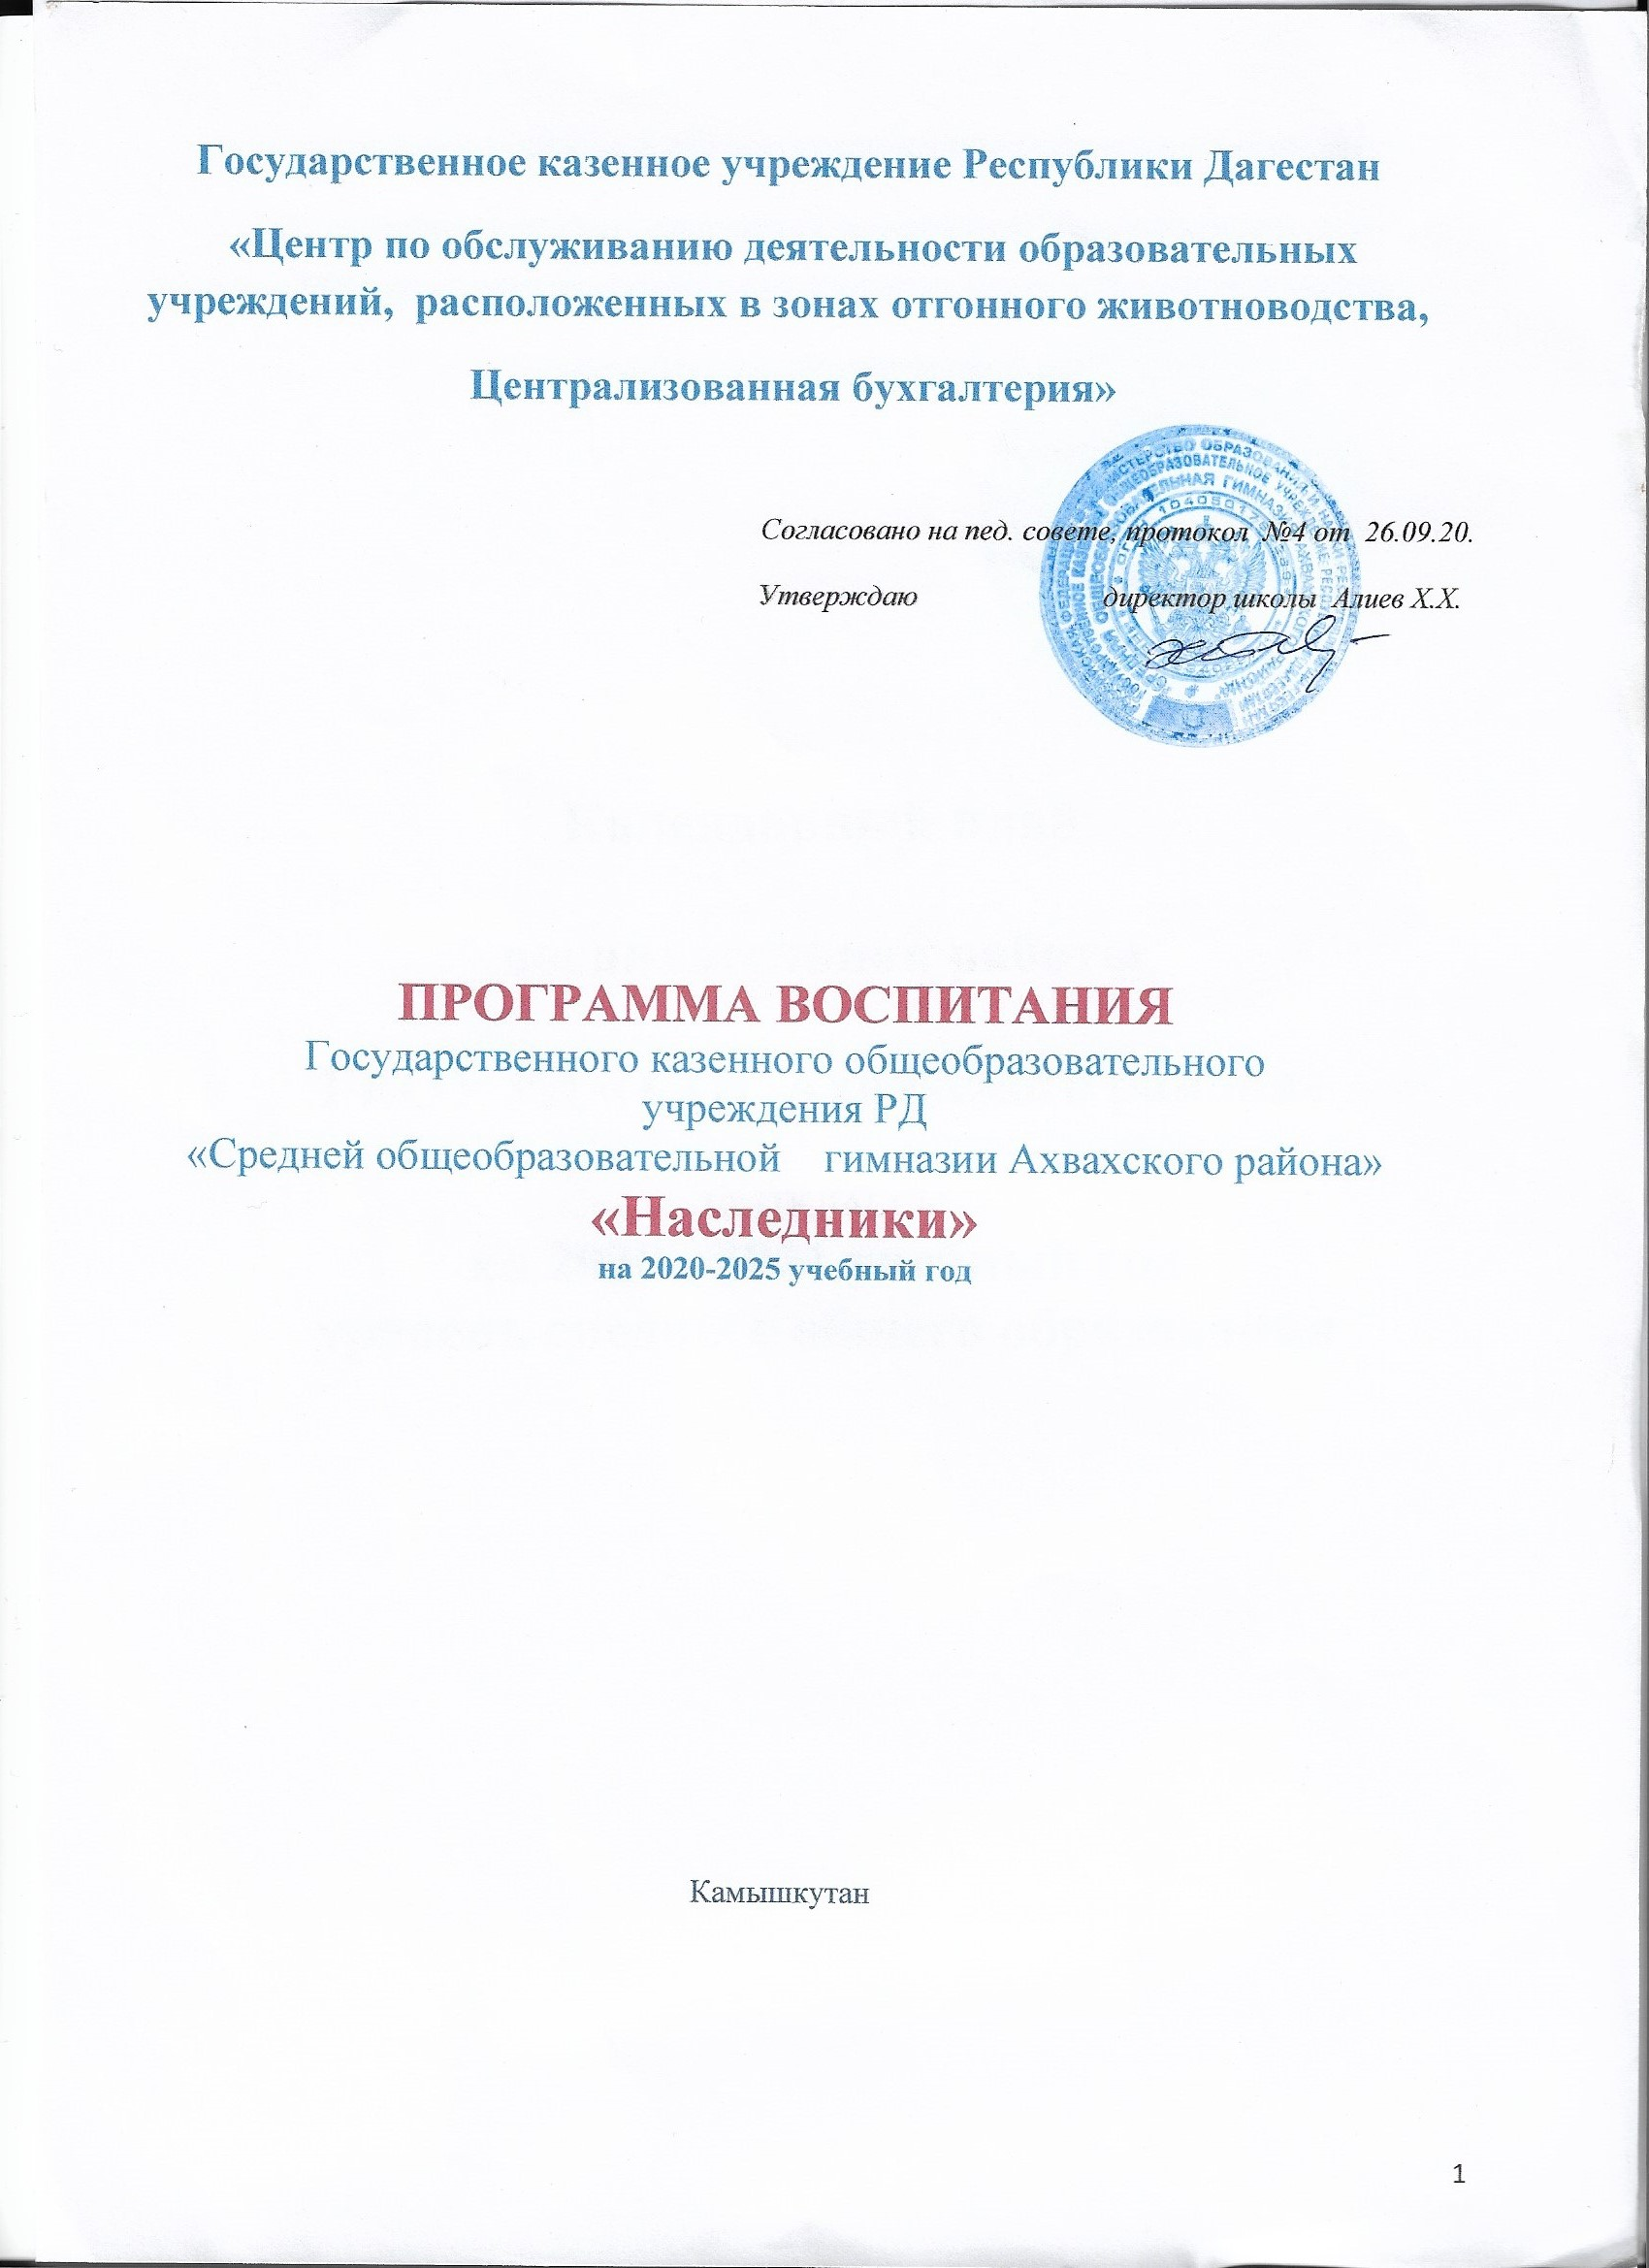 Государственное казенное учреждение Республики Дагестан
«Центр по обслуживанию деятельности образовательных
учреждений, расположенных в зонах отгонного животноводства,
Централизованная бухгалтерия»
Согласовано на пед. совете, протокол №4 от 26.09.20.
Утверждаю директор школы Алиев Х.Х.
ПРОГРАММА ВОСПИТАНИЯ
Государственного казенного общеобразовательного
учреждения РД
«Средней общеобразовательной гимназии Ахвахского района»
«Наследники»
на 2020-2025 учебный год
Камышкутан
1